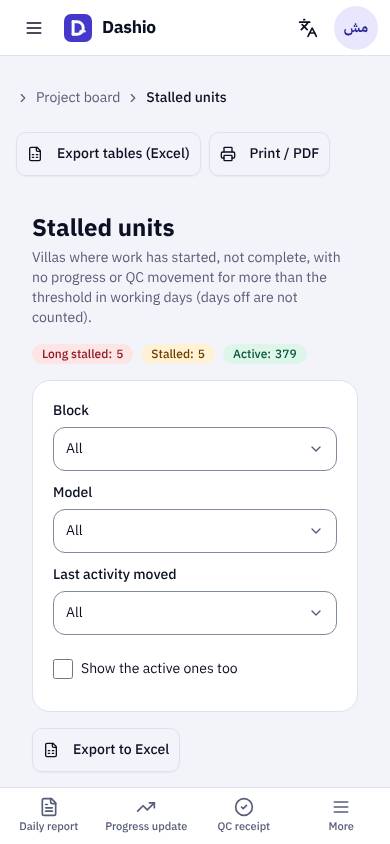 Dashio
مش
Project board
Stalled units
Export tables (Excel)
Print / PDF
Stalled units
Villas where work has started, not complete, with
no progress or QC movement for more than the
threshold in working days (days off are not
counted).
Long stalled: 5
Stalled: 5
Active: 379
Block
All
Model
All
Last activity moved
All
Show the active ones too
Export to Excel
Daily report
Progress update
QC receipt
More